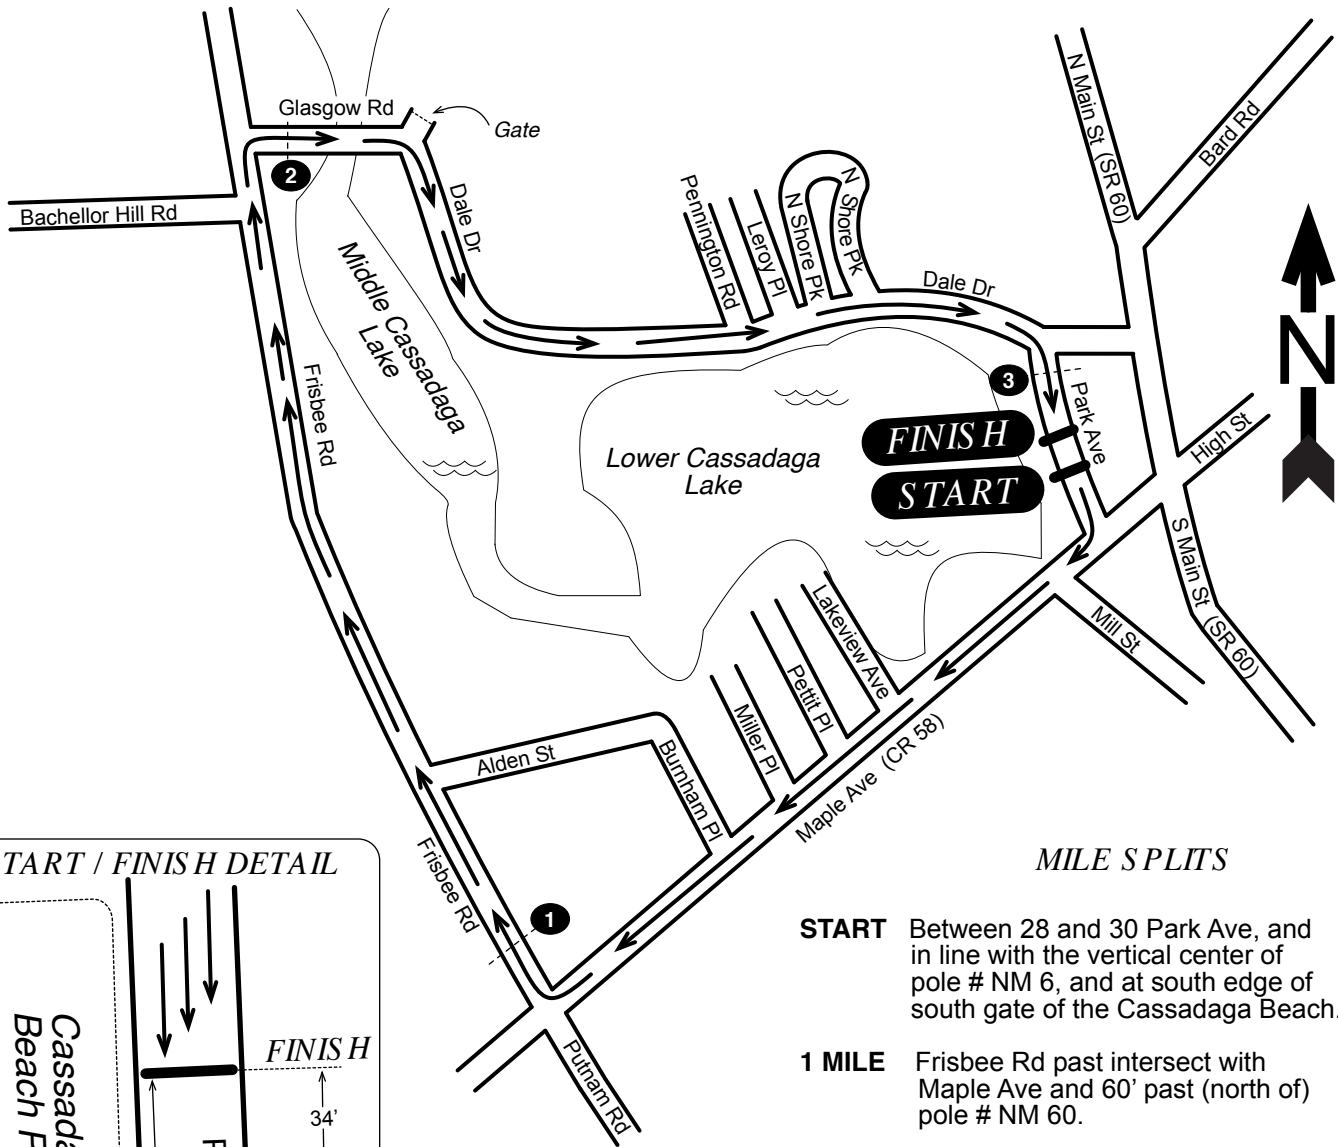 Glasgow Rd
Gate
2
Bachellor Hill Rd
Dale Dr
Middle Cassadaga
Lake
Frisbee Rd
Pennington Rd
Leroy Pl
N Shore Pk
N Shore Pk
Dale Dr
N Main St (SR 60)
Bard Rd
N
3
Park Ave
High St
FINISH
START
Lower Cassadaga
Lake
S Main St (SR 60)
Mill St
Lakeview Ave
Pettit Pl
Miller Pl
Burnham Pl
Alden St
Maple Ave (CR 58)
Frisbee Rd
1
Putnam Rd
TART / FINISH DETAIL
FINISH
34'
Cassada
Beach P
MILE SPLITS
START Between 28 and 30 Park Ave, and
in line with the vertical center of
pole # NM 6, and at south edge of
south gate of the Cassadaga Beach.
1 MILE Frisbee Rd past intersect with
Maple Ave and 60' past (north of)
pole # NM 60.